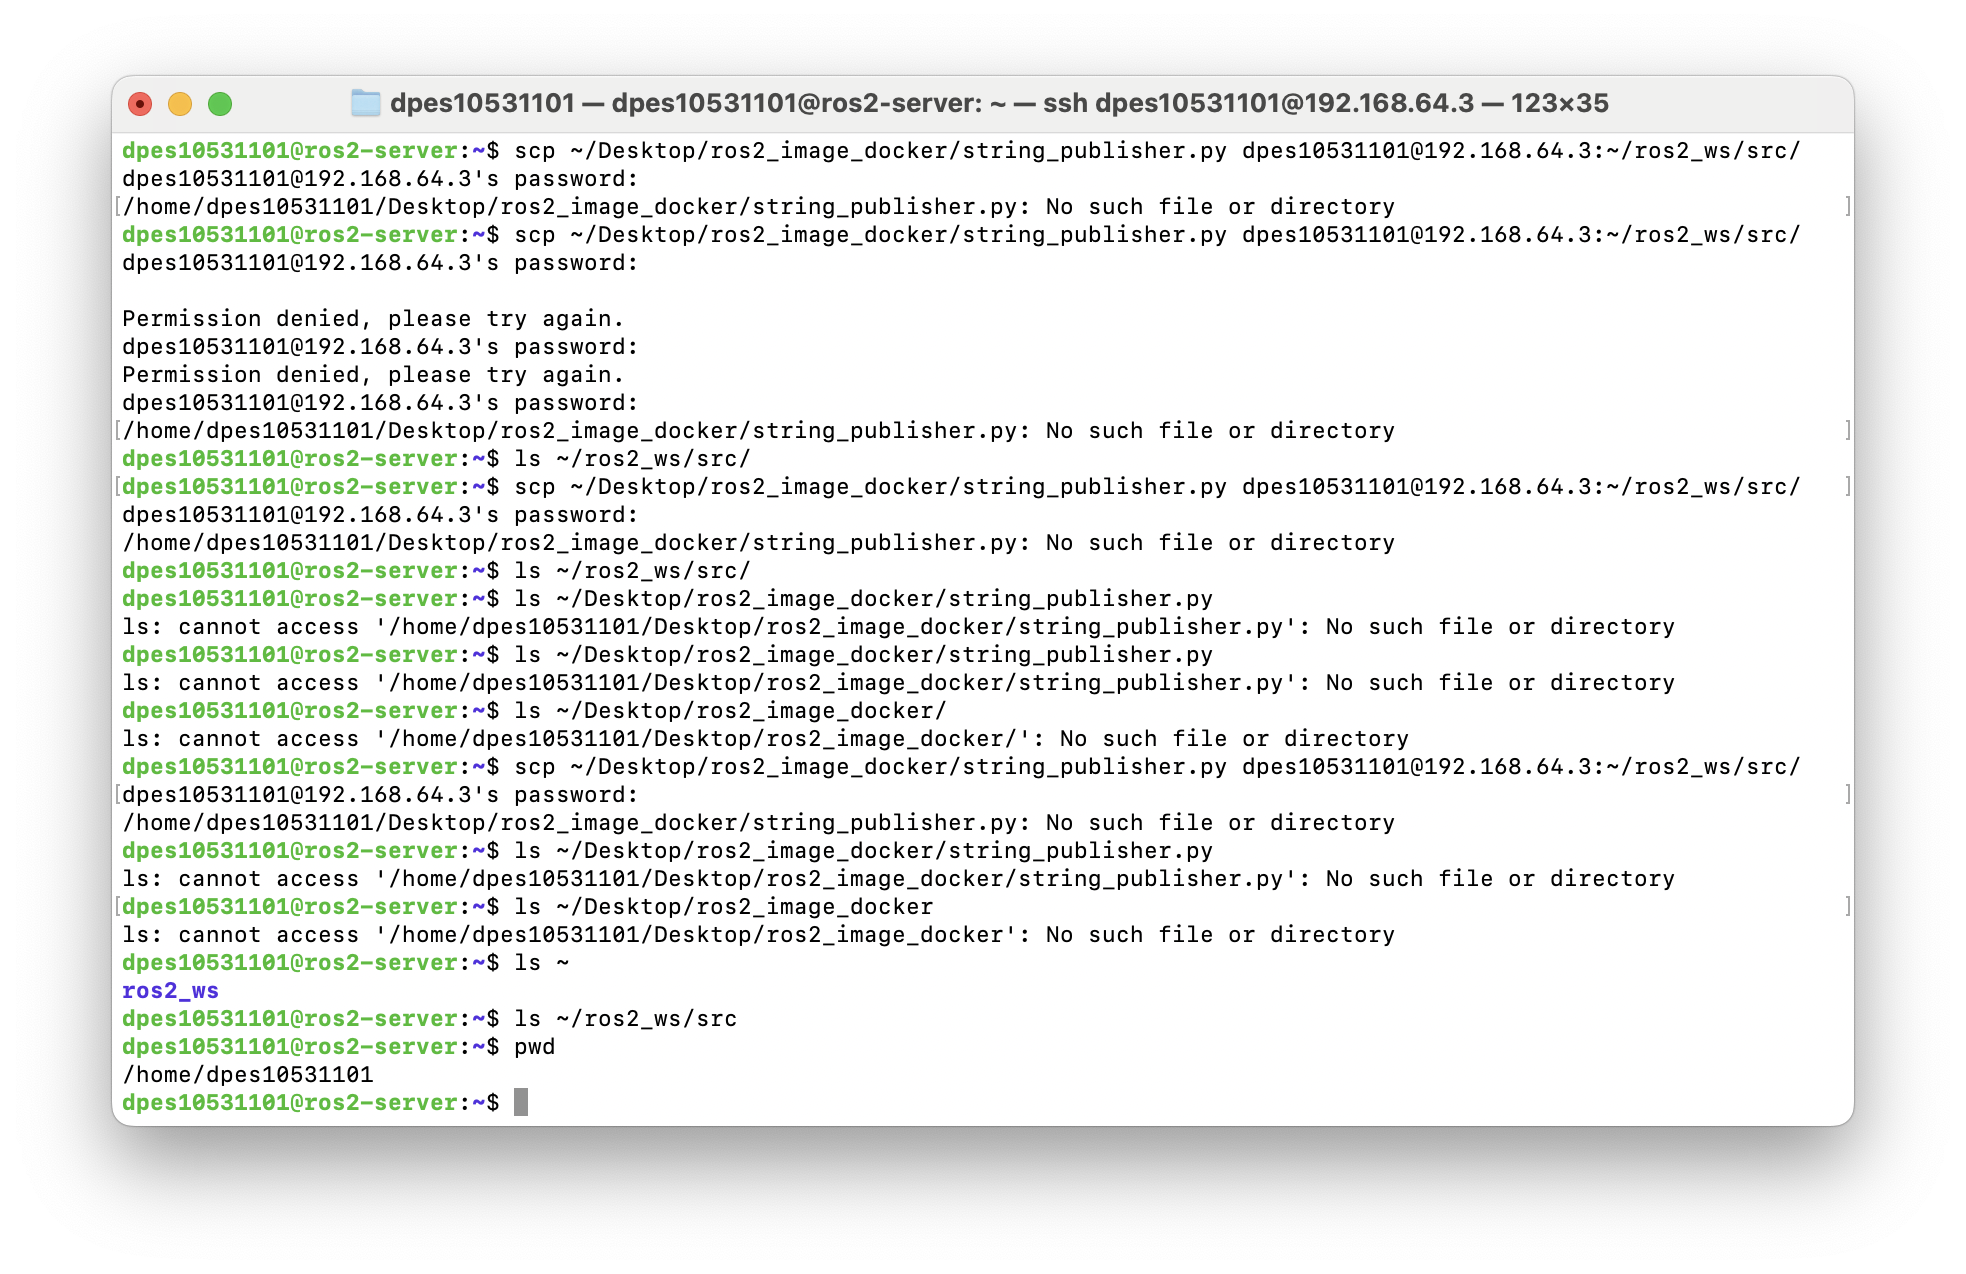 dpes10531101 — dpes10531101@ros2-server: ~ — ssh dpes10531101@192.168.64.3 — 123×35
dpes10531101@ros2-server:~$ scp ~/Desktop/ros2_image_docker/string_publisher.py dpes10531101@192.168.64.3:~/ros2_ws/src/
dpes10531101@192.168.64.3's password:
[/home/dpes10531101/Desktop/ros2_image_docker/string_publisher.py: No such file or directory ]
dpes10531101@ros2-server:~$ scp ~/Desktop/ros2_image_docker/string_publisher.py dpes10531101@192.168.64.3:~/ros2_ws/src/
dpes10531101@192.168.64.3's password:
Permission denied, please try again.
dpes10531101@192.168.64.3's password:
Permission denied, please try again.
dpes10531101@192.168.64.3's password:
[/home/dpes10531101/Desktop/ros2_image_docker/string_publisher.py: No such file or directory ]
dpes10531101@ros2-server:~$ ls ~/ros2_ws/src/
[dpes10531101@ros2-server:~$ scp ~/Desktop/ros2_image_docker/string_publisher.py dpes10531101@192.168.64.3:~/ros2_ws/src/ ]
dpes10531101@192.168.64.3's password:
/home/dpes10531101/Desktop/ros2_image_docker/string_publisher.py: No such file or directory
dpes10531101@ros2-server:~$ ls ~/ros2_ws/src/
dpes10531101@ros2-server:~$ ls ~/Desktop/ros2_image_docker/string_publisher.py
ls: cannot access '/home/dpes10531101/Desktop/ros2_image_docker/string_publisher.py': No such file or directory
dpes10531101@ros2-server:~$ ls ~/Desktop/ros2_image_docker/string_publisher.py
ls: cannot access '/home/dpes10531101/Desktop/ros2_image_docker/string_publisher.py': No such file or directory
dpes10531101@ros2-server:~$ ls ~/Desktop/ros2_image_docker/
ls: cannot access '/home/dpes10531101/Desktop/ros2_image_docker/': No such file or directory
dpes10531101@ros2-server:~$ scp ~/Desktop/ros2_image_docker/string_publisher.py dpes10531101@192.168.64.3:~/ros2_ws/src/
[dpes10531101@192.168.64.3's password: ]
/home/dpes10531101/Desktop/ros2_image_docker/string_publisher.py: No such file or directory
dpes10531101@ros2-server:~$ ls ~/Desktop/ros2_image_docker/string_publisher.py
ls: cannot access '/home/dpes10531101/Desktop/ros2_image_docker/string_publisher.py': No such file or directory
[dpes10531101@ros2-server:~$ ls ~/Desktop/ros2_image_docker ]
ls: cannot access '/home/dpes10531101/Desktop/ros2_image_docker': No such file or directory
dpes10531101@ros2-server:~$ ls ~
ros2_ws
dpes10531101@ros2-server:~$ ls ~/ros2_ws/src
dpes10531101@ros2-server:~$ pwd
/home/dpes10531101
dpes10531101@ros2-server:~$